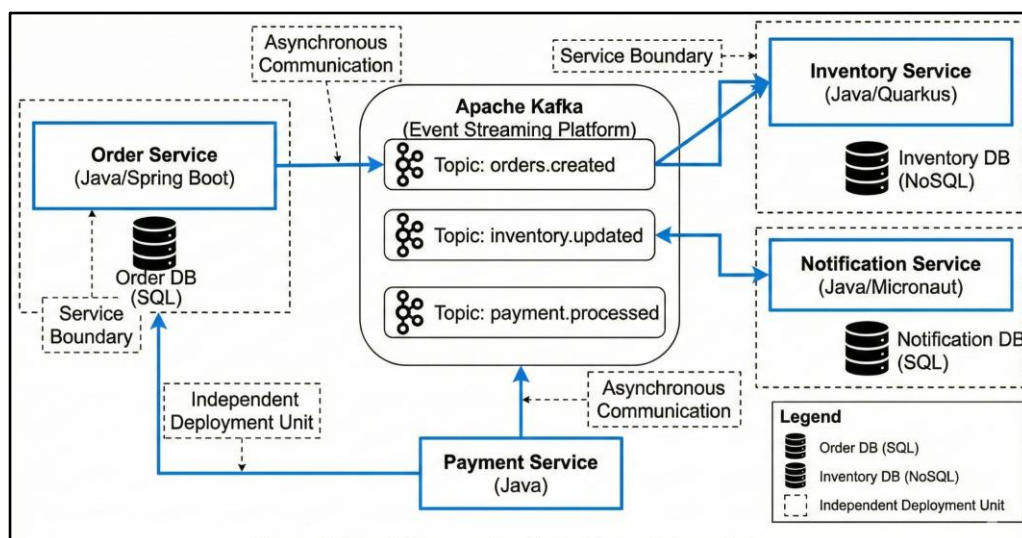 Asynchronous
Communication
Service Boundary
Inventory Service
(Java/Quarkus)
Inventory DB
(NoSQL)
Apache Kafka
(Event Streaming Platform)
Topic: orders.created
Topic: inventory.updated
Topic: payment.processed
Order Service
(Java/Spring Boot)
Order DB
(SQL)
Service
Boundary
Notification Service
(Java/Micronaut)
Notification DB
(SQL)
Independent
Deployment Unit
Asynchronous
Communication
Payment Service
(Java)
Legend
Order DB (SQL)
Inventory DB (NoSQL)
Independent Deployment Unit